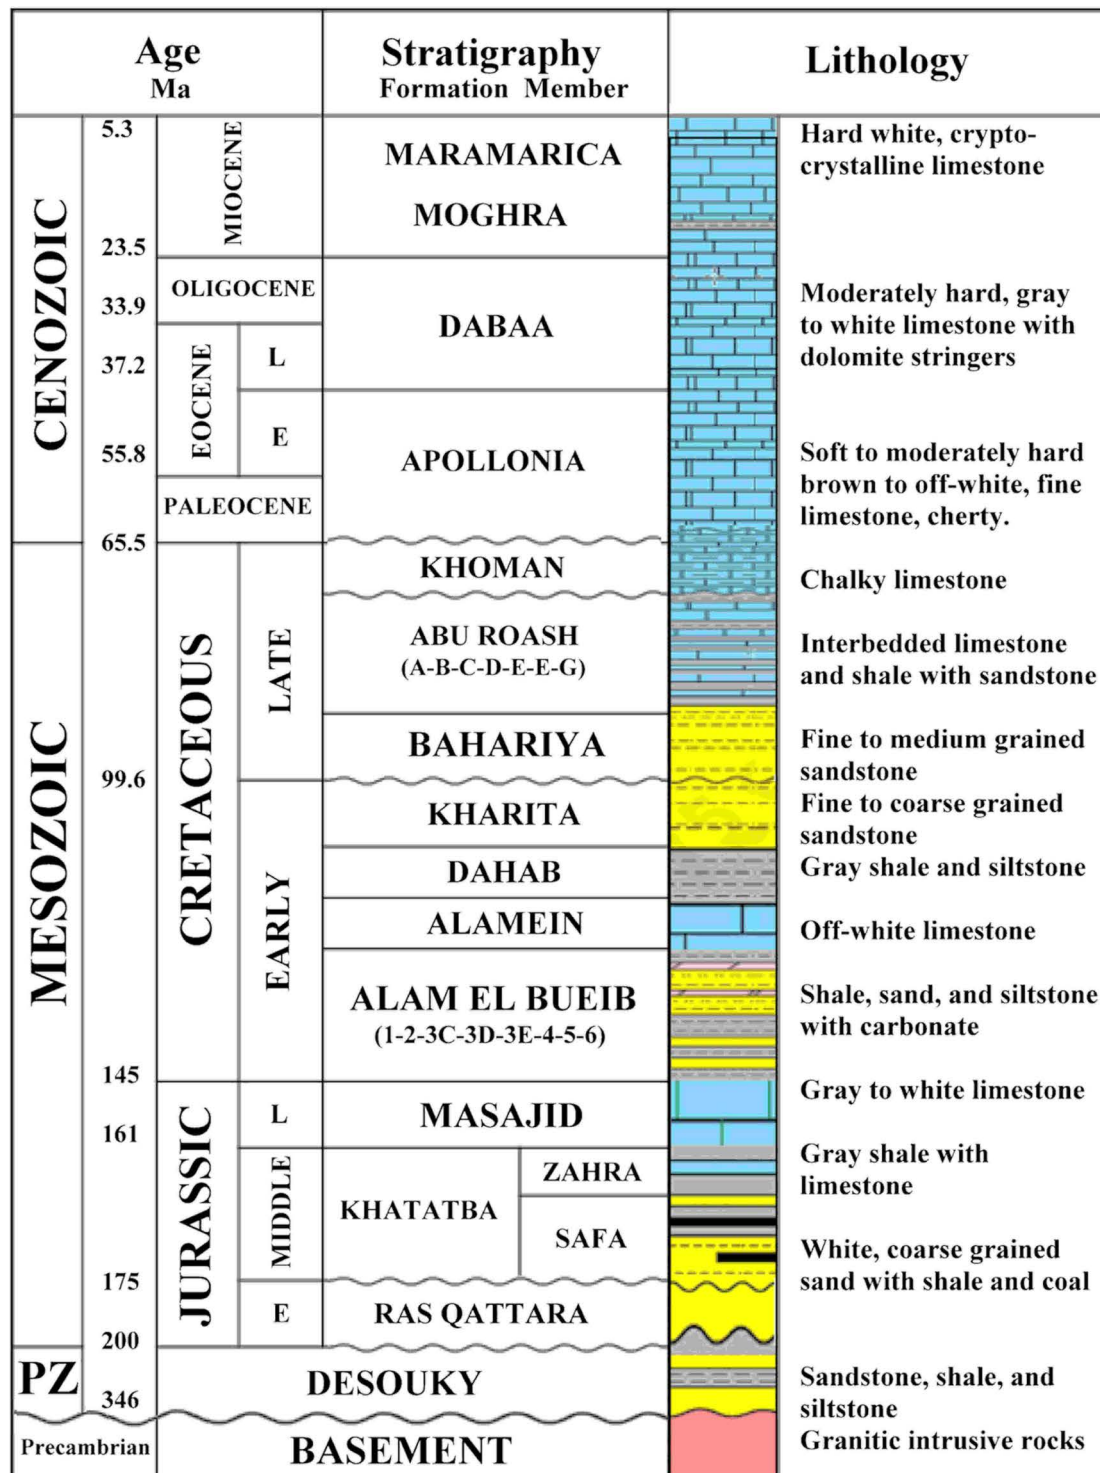 Age
Ma
Stratigraphy
Formation Member
Lithology
CENOZOIC
MESOZOIC
PZ
Precambrian
5.3
23.5
33.9
37.2
55.8
65.5
99.6
145
161
175
200
346
MIOCENE
OLIGOCENE
EOCENE
L
E
PALEOCENE
CRETACEOUS
LATE
EARLY
JURASSIC
L
MIDDLE
E
MARAMARICA
MOGHRA
DABAA
APOLLONIA
KHOMAN
ABU ROASH
(A-B-C-D-E-E-G)
BAHARIYA
KHARITA
DAHAB
ALAMEIN
ALAM EL BUEIB
(1-2-3C-3D-3E-4-5-6)
MASAJID
KHATATBA
ZAHRA
SAFA
RAS QATTARA
DESOUKY
BASEMENT
Hard white, crypto-
crystalline limestone
Moderately hard, gray
to white limestone with
dolomite stringers
Soft to moderately hard
brown to off-white, fine
limestone, cherty.
Chalky limestone
Interbedded limestone
and shale with sandstone
Fine to medium grained
sandstone
Fine to coarse grained
sandstone
Gray shale and siltstone
Off-white limestone
Shale, sand, and siltstone
with carbonate
Gray to white limestone
Gray shale with
limestone
White, coarse grained
sand with shale and coal
Sandstone, shale, and
siltstone
Granitic intrusive rocks